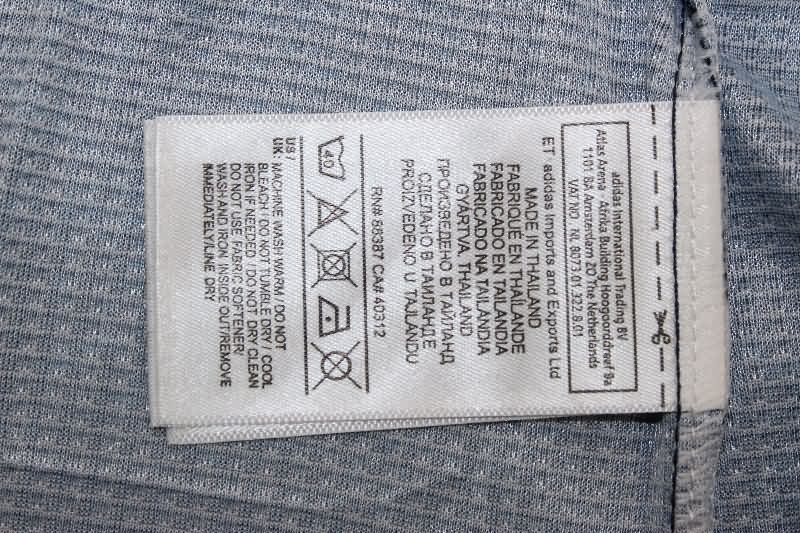 adidas International Trading BV
Atlas Arena - Afrika Building Hoogoorddreef 9a
1101 BA Amsterdam ZO The Netherlands
VAT NO. NL 8073.01.322.B.01
ET adidas Imports and Exports Ltd
MADE IN THAILAND
FABRIQUÉ EN THAÏLANDE
FABRICADO EN TAILANDIA
FABRICADO NA TAILÂNDIA
GYÁRTVA THAILAND
ПРОИЗВЕДЕНО В ТАЙЛАНД
СДЕЛАНО В ТАИЛАНДЕ
PROIZVEDENO U TAJLANDU
RN# 88387 CA# 40312
40
US /
UK: MACHINE WASH WARM / DO NOT
BLEACH / DO NOT TUMBLE DRY / COOL
IRON IF NEEDED / DO NOT DRY CLEAN
DO NOT USE FABRIC SOFTENER/
WASH AND IRON INSIDE OUT/REMOVE
IMMEDIATELY/LINE DRY